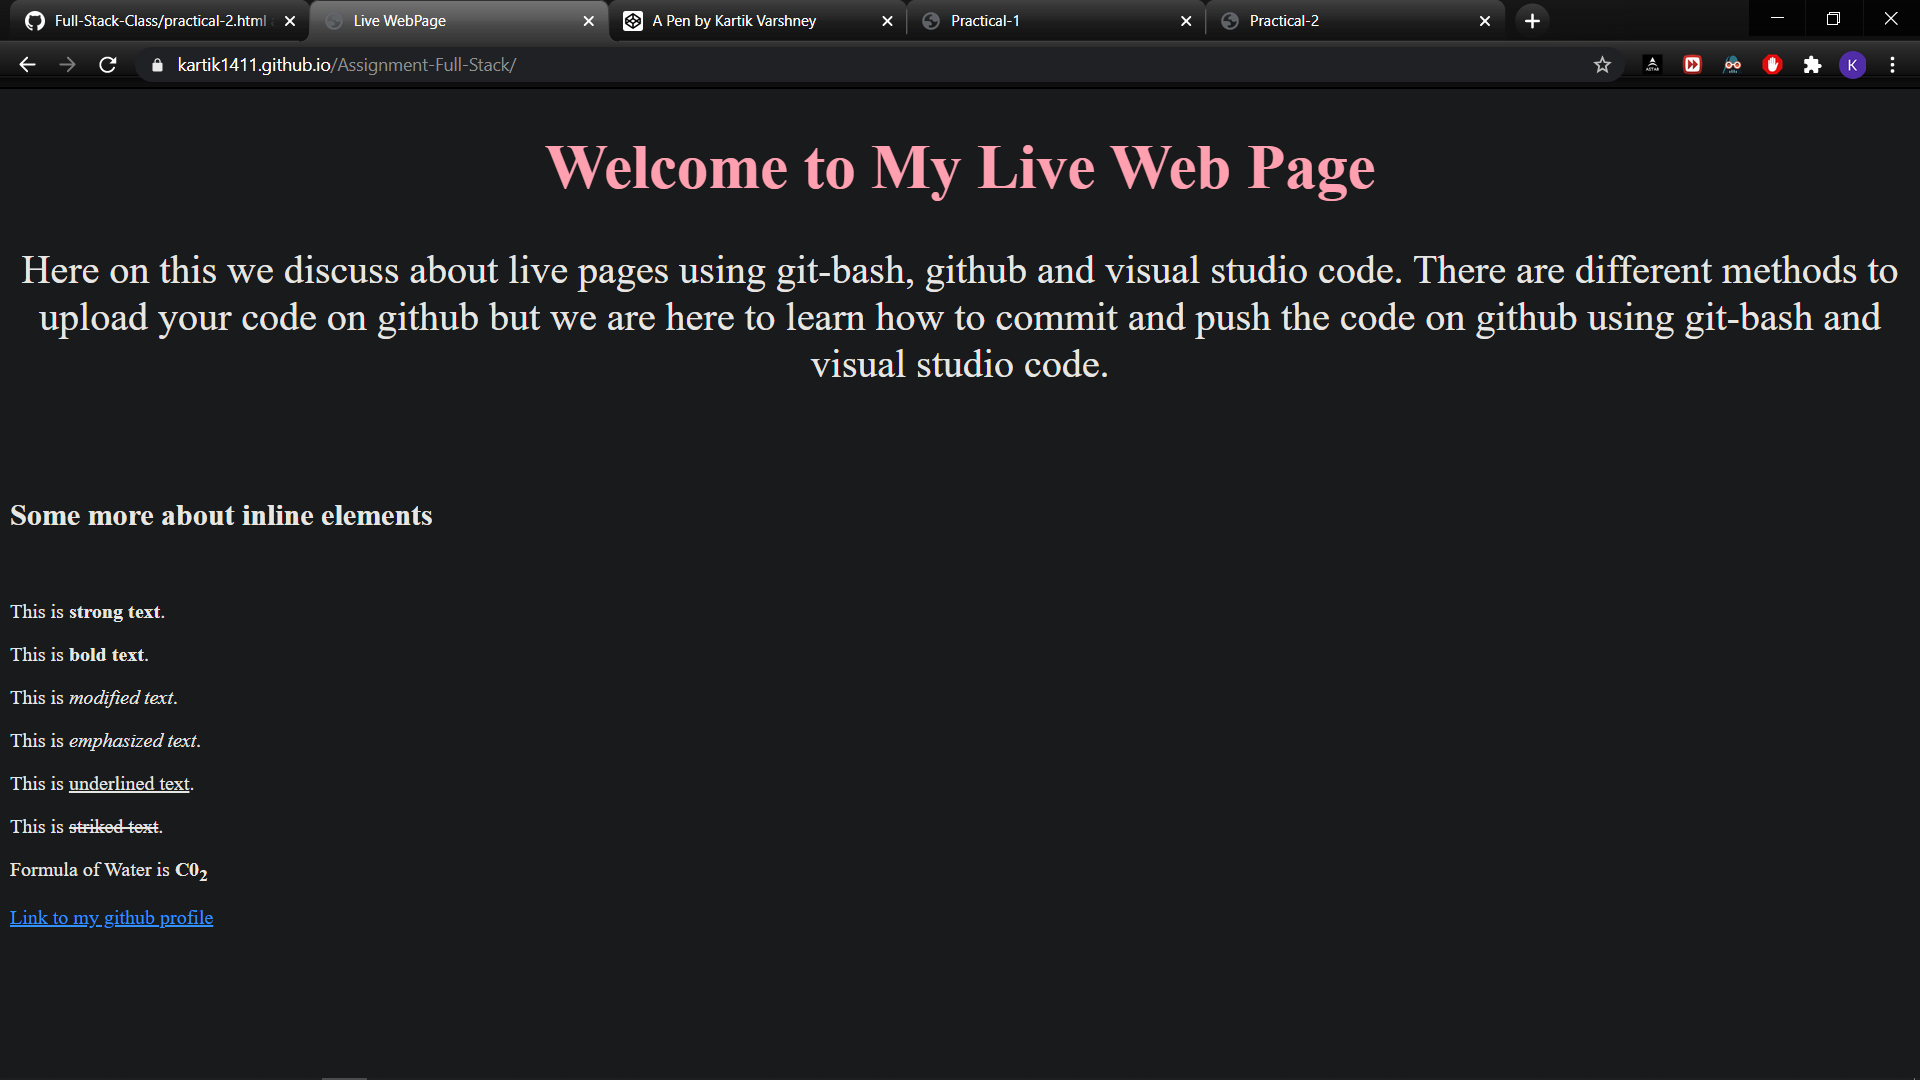 Full-Stack-Class/practical-2.html
Live WebPage
A Pen by Kartik Varshney
Practical-1
Practical-2
kartik1411.github.io/Assignment-Full-Stack/
K
Welcome to My Live Web Page
Here on this we discuss about live pages using git-bash, github and visual studio code. There are different methods to
upload your code on github but we are here to learn how to commit and push the code on github using git-bash and
visual studio code.
Some more about inline elements
This is strong text.
This is bold text.
This is modified text.
This is emphasized text.
This is underlined text.
This is striked text.
Formula of Water is C0₂
Link to my github profile